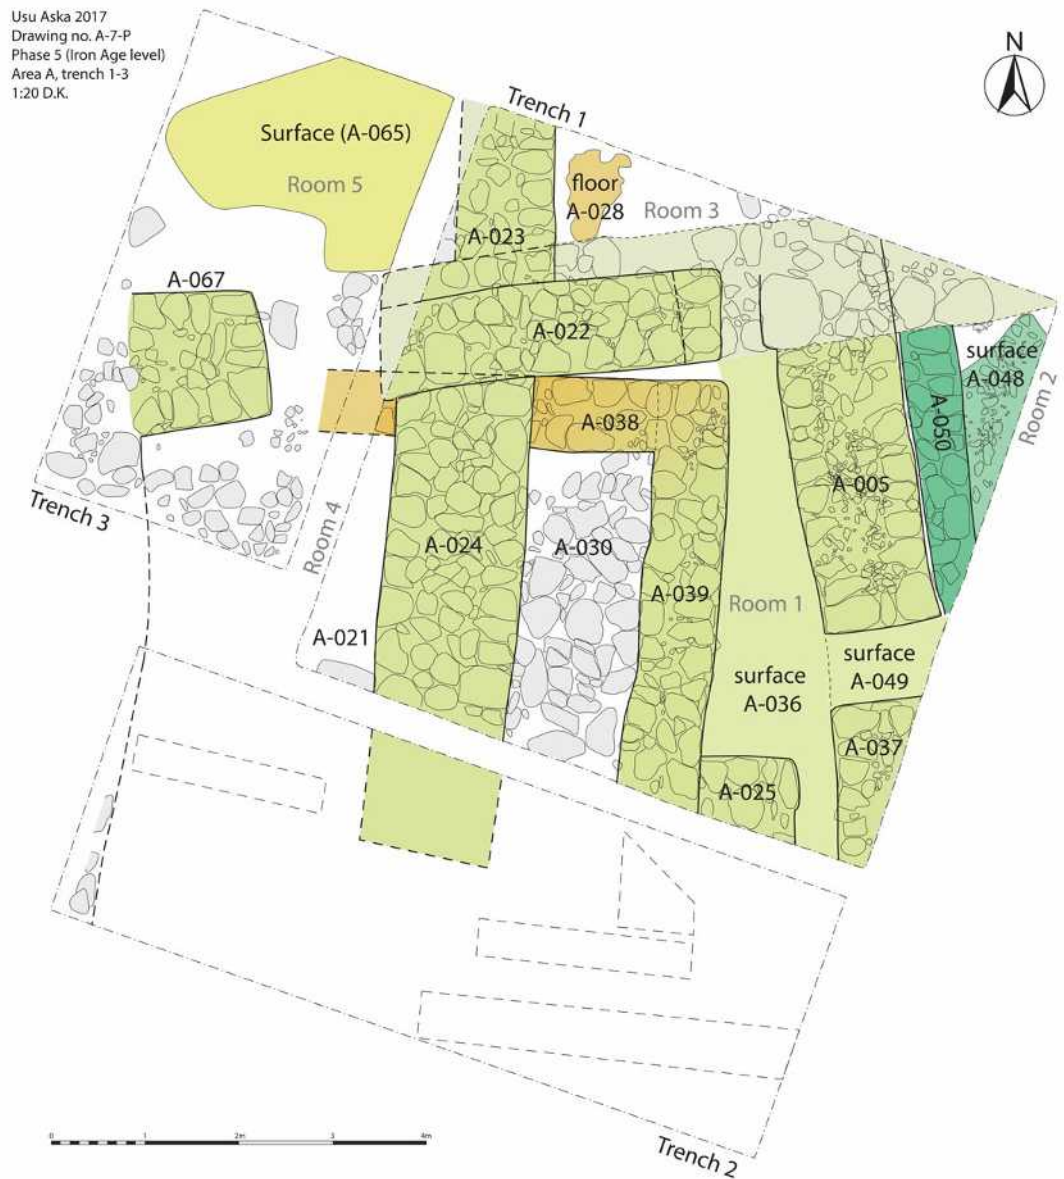 Usu Aska 2017
Drawing no. A-7-P
Phase 5 (Iron Age level)
Area A, trench 1-3
1:20 D.K.
N
Trench 1
Surface (A-065)
Room 5
floor
A-028
Room 3
A-023
A-067
A-022
surface
A-048
Room 2
A-050
A-038
A-005
Trench 3
Room 4
A-024
A-030
A-039
Room 1
A-021
surface
A-036
surface
A-049
A-037
A-025
0
1
2m
3
4m
Trench 2